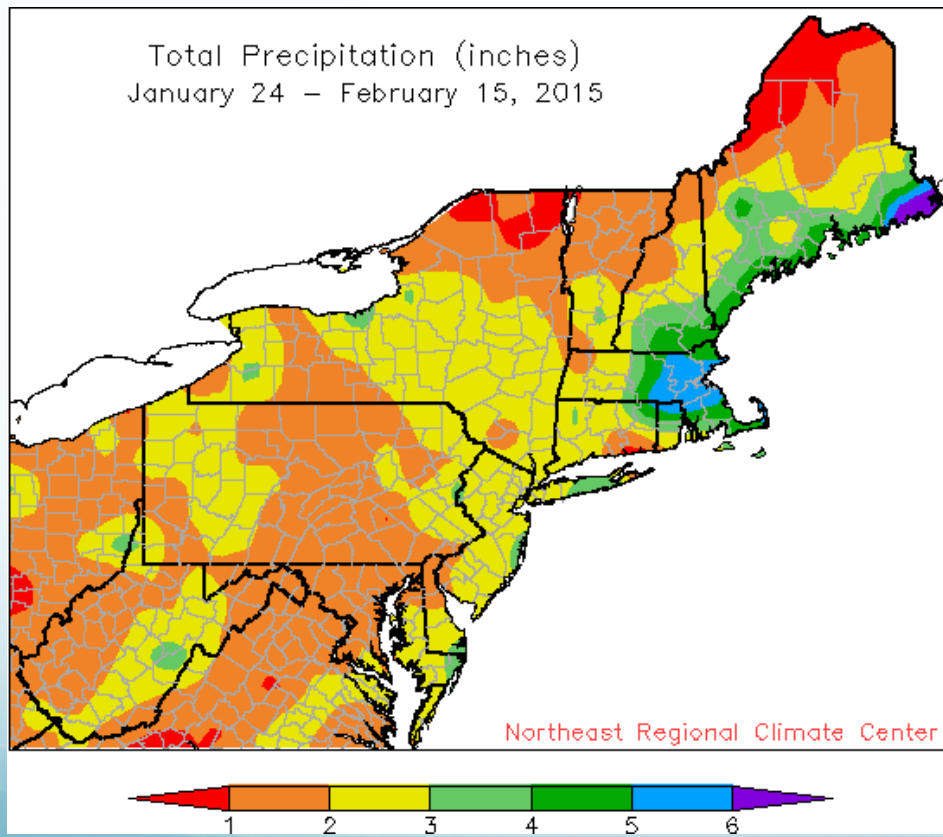 Total Precipitation (inches)
January 24 – February 15, 2015
Northeast Regional Climate Center
1 2 3 4 5 6